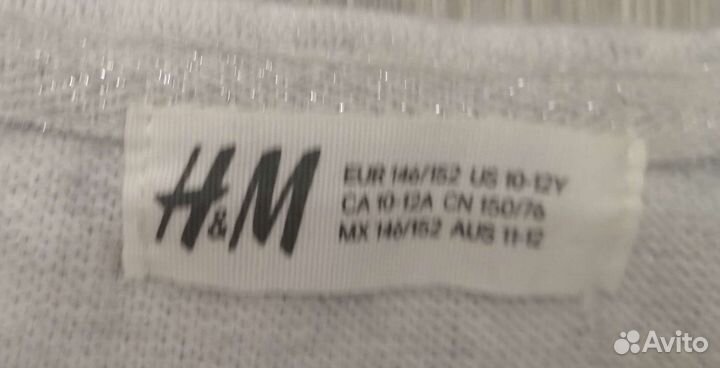 H&M
EUR 146/152 US 10-12Y
CA 10-12A CN 150/76
MX 146/152 AUS 11-12
Avito